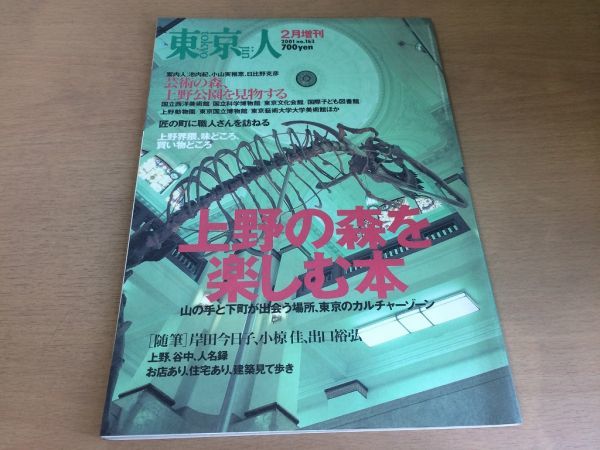 東京人
TOKYO jin
2月増刊
2001 no.162
700yen
案内人/池内紀、小山実稚恵、日比野克彦
芸術の森、
上野公園を見物する
国立西洋美術館/国立科学博物館/東京文化会館/国際子ども図書館
上野動物園/東京国立博物館/東京藝術大学大学美術館ほか
匠の町に職人さんを訪ねる
上野界隈、味どころ、
買い物どころ
上野の森を
楽しむ本
山の手と下町が出会う場所、東京のカルチャーゾーン
[随筆]岸田今日子、小椋 佳、出口裕弘
上野、谷中、人名録
お店あり、住宅あり、建築見て歩き